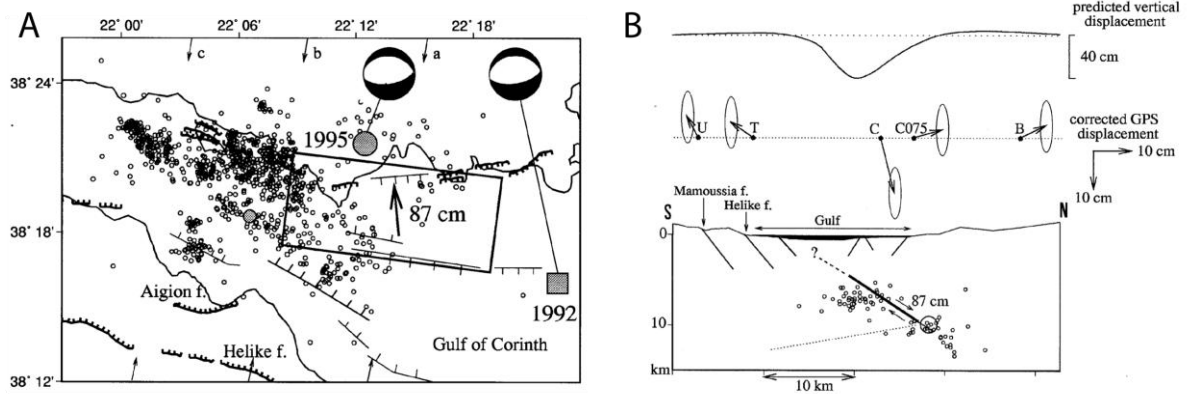 A
22° 00' 22° 06' 22° 12' 22° 18'
c b a
38° 24'
1995
87 cm
38° 18'
Aigion f.
1992
Helike f.
Gulf of Corinth
38° 12'
B
predicted vertical
displacement
40 cm
U T C C075 B
corrected GPS
displacement
10 cm
10 cm
Mamoussia f.
Helike f.
S Gulf N
0
?
87 cm
10
km
10 km